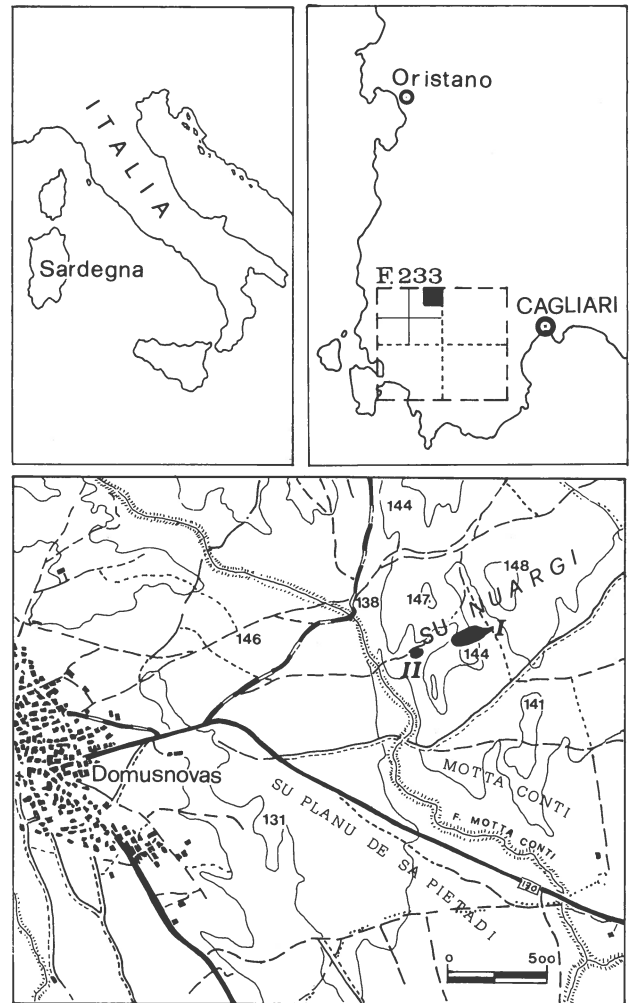 ITALIA
Sardegna
Oristano
F. 233
CAGLIARI
144
148
147
138
SU NUARGI
I
146
144
II
141
MOTTA CONTI
Domusnovas
SU PLANU DE SA PIETADI
F. MOTTA CONTI
131
130
0 500